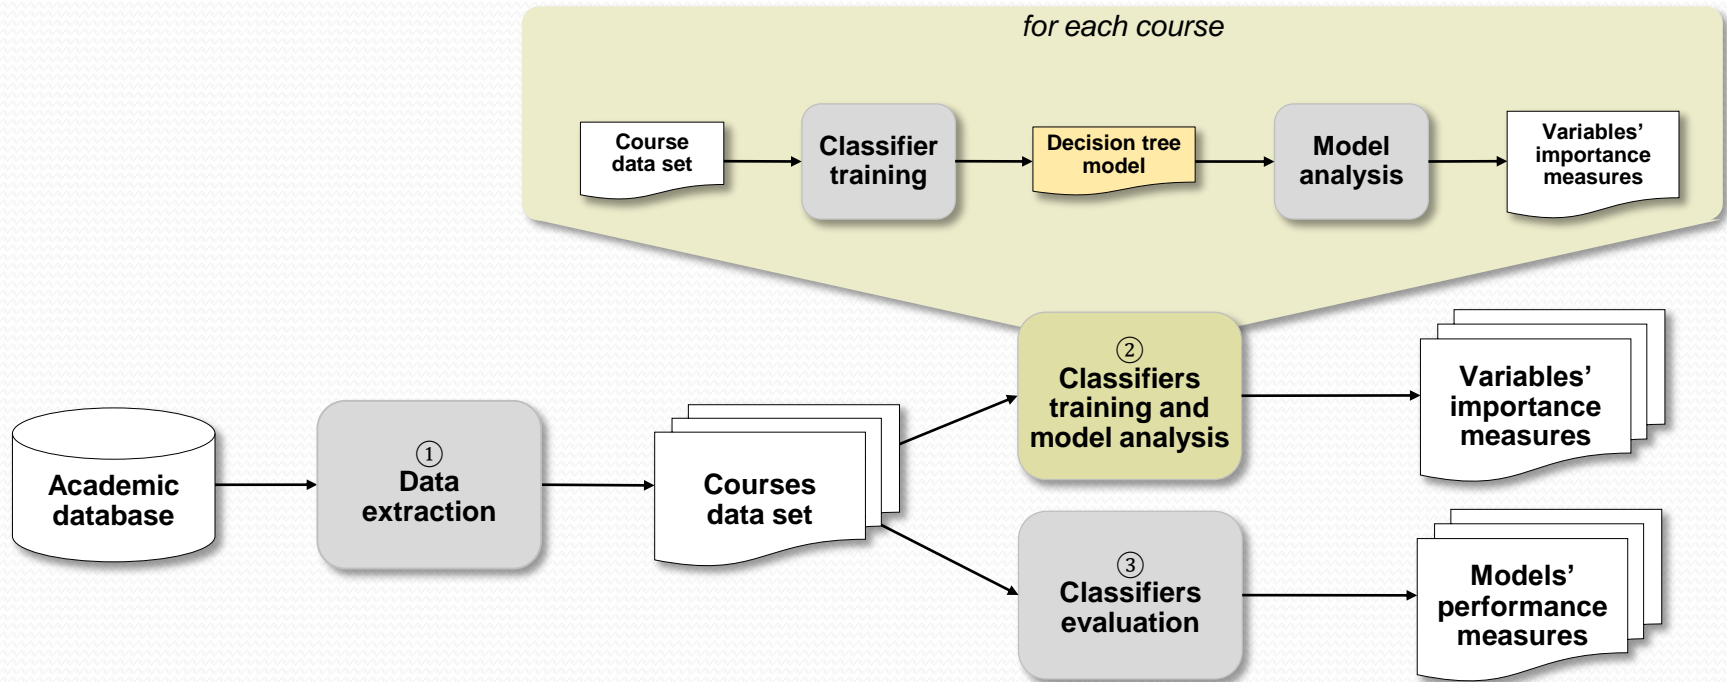 for each course
Course
data set
Classifier
training
Decision tree
model
Model
analysis
Variables’
importance
measures
Academic
database
①
Data
extraction
Courses
data set
②
Classifiers
training and
model analysis
Variables’
importance
measures
③
Classifiers
evaluation
Models’
performance
measures